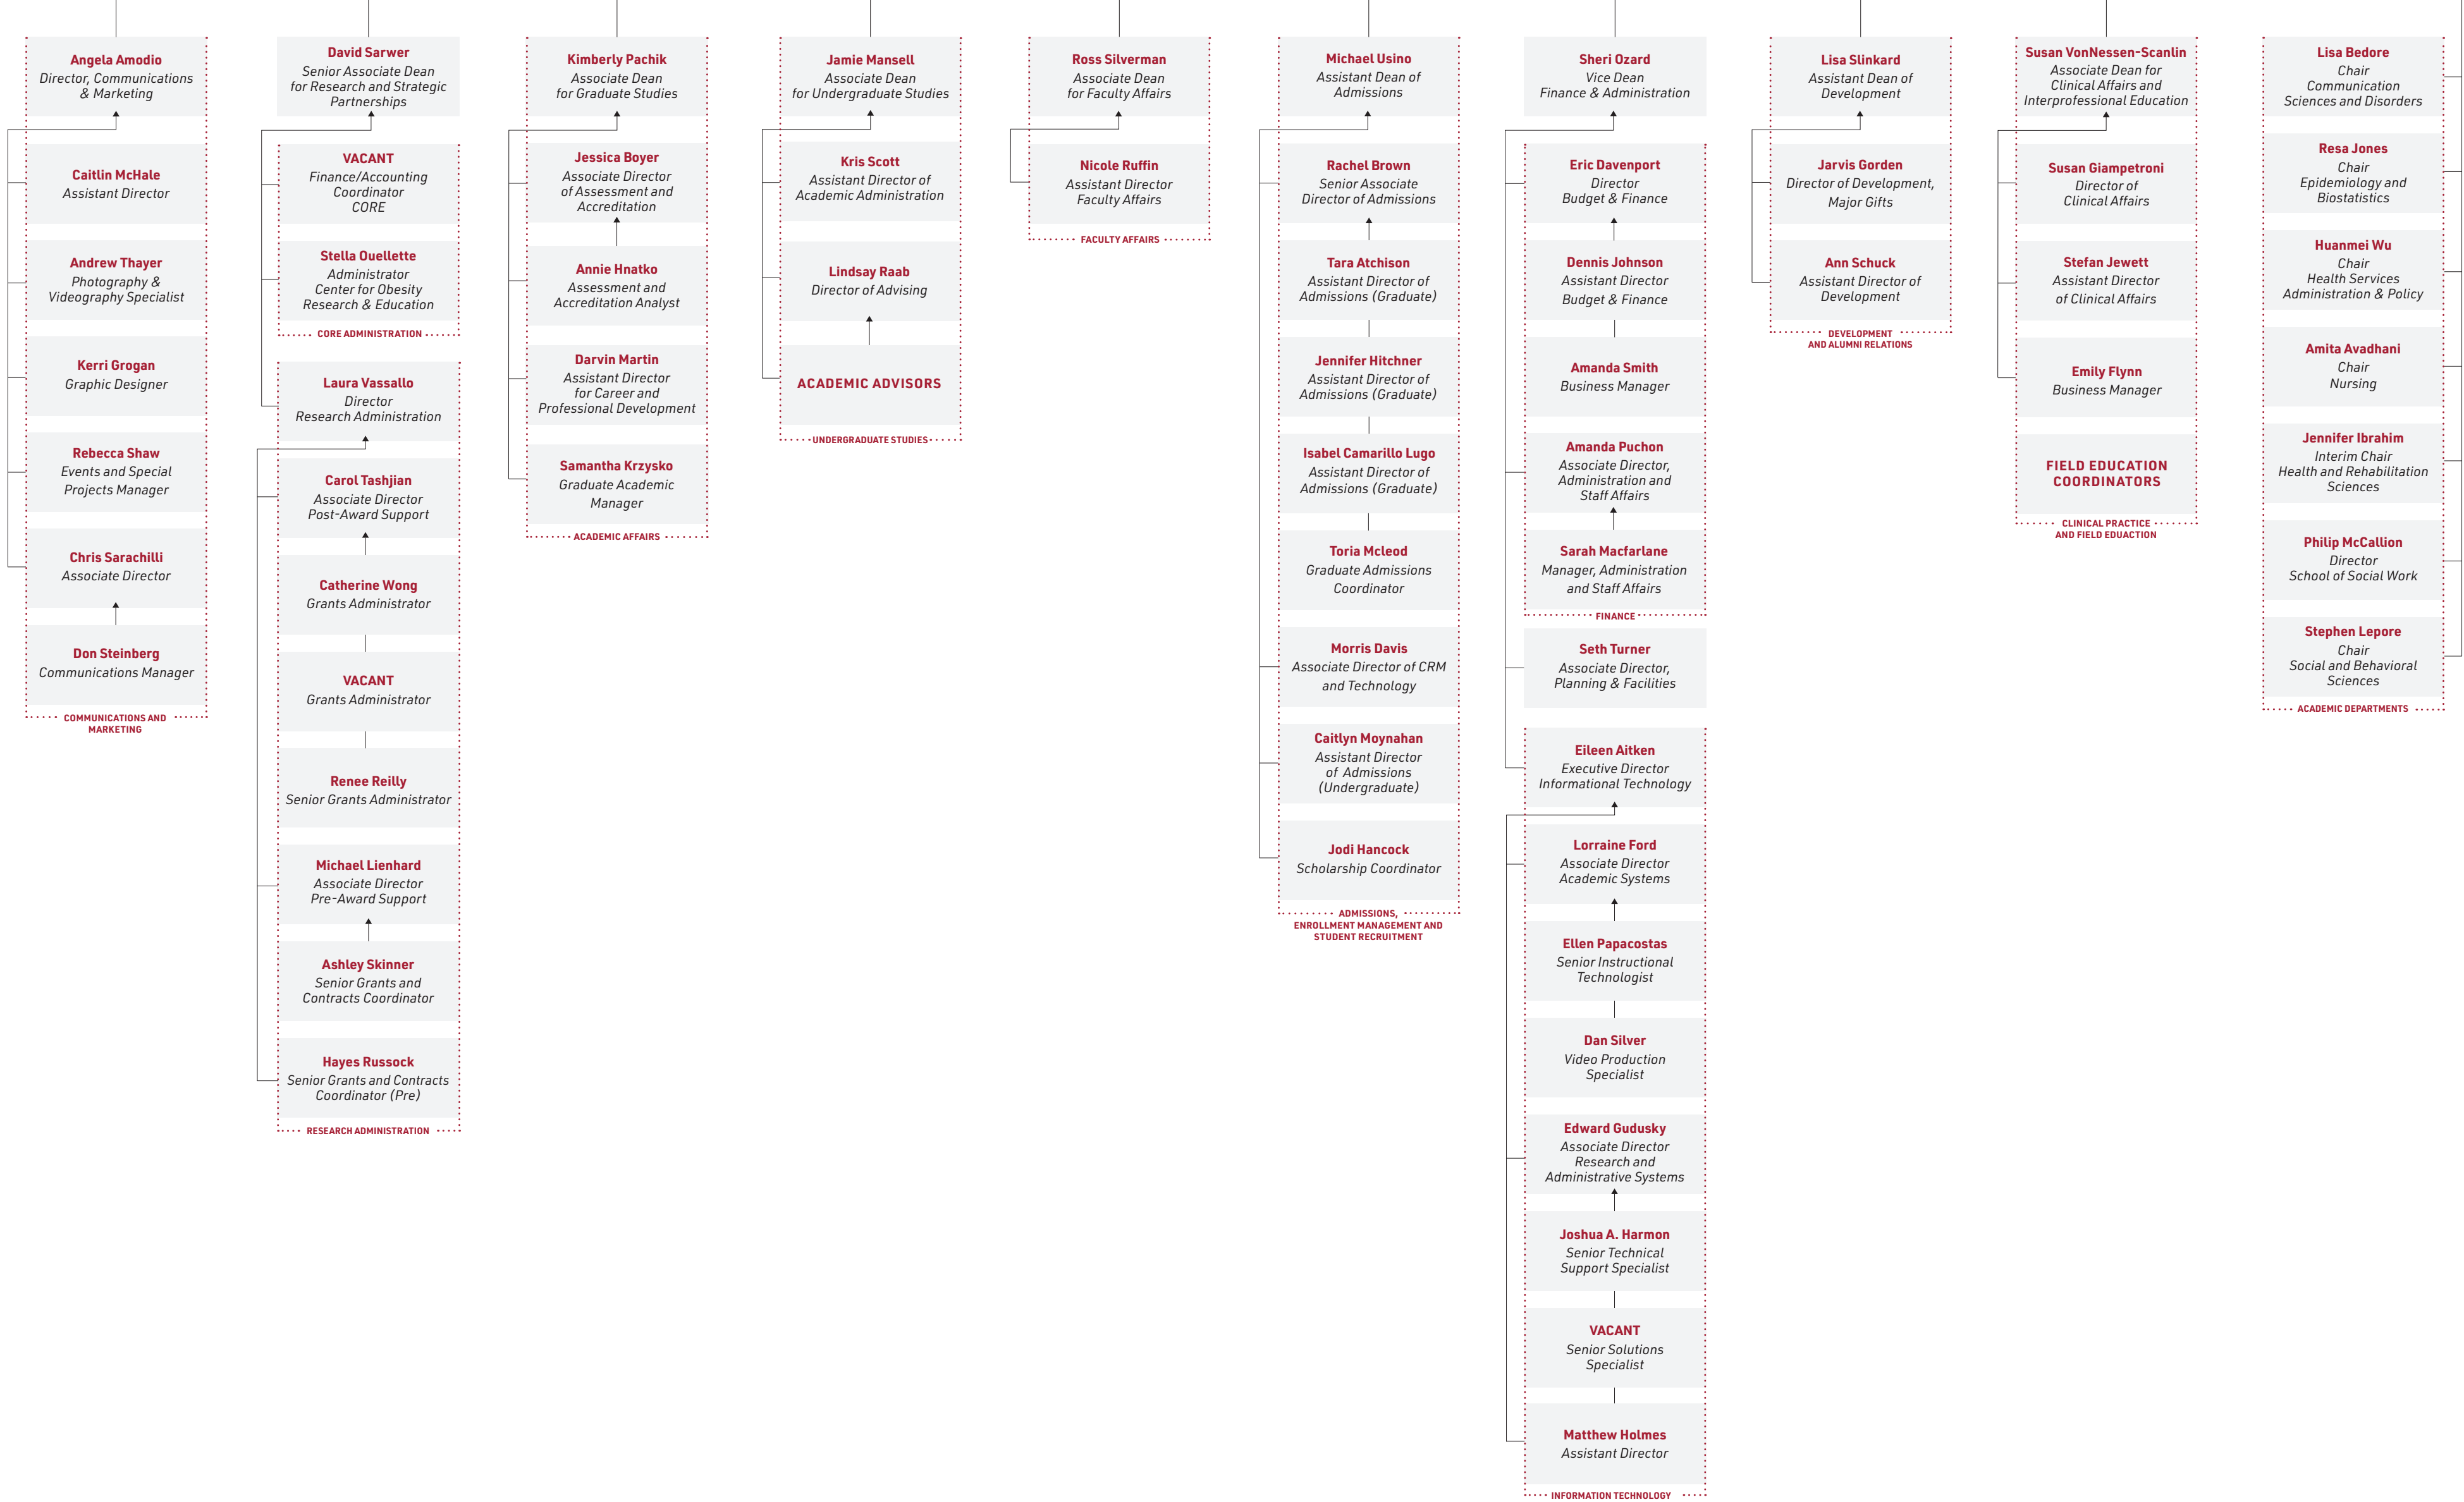 Angela Amodio
Director, Communications
& Marketing
Caitlin McHale
Assistant Director
Andrew Thayer
Photography &
Videography Specialist
Kerri Grogan
Graphic Designer
Rebecca Shaw
Events and Special
Projects Manager
Chris Sarachilli
Associate Director
Don Steinberg
Communications Manager
COMMUNICATIONS AND
MARKETING
David Sarwer
Senior Associate Dean
for Research and Strategic
Partnerships
VACANT
Finance/Accounting
Coordinator
CORE
Stella Ouellette
Administrator
Center for Obesity
Research & Education
CORE ADMINISTRATION
Laura Vassallo
Director
Research Administration
Carol Tashjian
Associate Director
Post-Award Support
Catherine Wong
Grants Administrator
VACANT
Grants Administrator
Renee Reilly
Senior Grants Administrator
Michael Lienhard
Associate Director
Pre-Award Support
Ashley Skinner
Senior Grants and
Contracts Coordinator
Hayes Russock
Senior Grants and Contracts
Coordinator (Pre)
RESEARCH ADMINISTRATION
Kimberly Pachik
Associate Dean
for Graduate Studies
Jessica Boyer
Associate Director
of Assessment and
Accreditation
Annie Hnatko
Assessment and
Accreditation Analyst
Darvin Martin
Assistant Director
for Career and
Professional Development
Samantha Krzysko
Graduate Academic
Manager
ACADEMIC AFFAIRS
Jamie Mansell
Associate Dean
for Undergraduate Studies
Kris Scott
Assistant Director of
Academic Administration
Lindsay Raab
Director of Advising
ACADEMIC ADVISORS
UNDERGRADUATE STUDIES
Ross Silverman
Associate Dean
for Faculty Affairs
Nicole Ruffin
Assistant Director
Faculty Affairs
FACULTY AFFAIRS
Michael Usino
Assistant Dean of
Admissions
Rachel Brown
Senior Associate
Director of Admissions
Tara Atchison
Assistant Director of
Admissions (Graduate)
Jennifer Hitchner
Assistant Director of
Admissions (Graduate)
Isabel Camarillo Lugo
Assistant Director of
Admissions (Graduate)
Toria Mcleod
Graduate Admissions
Coordinator
Morris Davis
Associate Director of CRM
and Technology
Caitlyn Moynahan
Assistant Director
of Admissions
(Undergraduate)
Jodi Hancock
Scholarship Coordinator
ADMISSIONS,
ENROLLMENT MANAGEMENT AND
STUDENT RECRUITMENT
Sheri Ozard
Vice Dean
Finance & Administration
Eric Davenport
Director
Budget & Finance
Dennis Johnson
Assistant Director
Budget & Finance
Amanda Smith
Business Manager
Amanda Puchon
Associate Director,
Administration and
Staff Affairs
Sarah Macfarlane
Manager, Administration
and Staff Affairs
FINANCE
Seth Turner
Associate Director,
Planning & Facilities
Eileen Aitken
Executive Director
Informational Technology
Lorraine Ford
Associate Director
Academic Systems
Ellen Papacostas
Senior Instructional
Technologist
Dan Silver
Video Production
Specialist
Edward Gudusky
Associate Director
Research and
Administrative Systems
Joshua A. Harmon
Senior Technical
Support Specialist
VACANT
Senior Solutions
Specialist
Matthew Holmes
Assistant Director
INFORMATION TECHNOLOGY
Lisa Slinkard
Assistant Dean of
Development
Jarvis Gorden
Director of Development,
Major Gifts
Ann Schuck
Assistant Director of
Development
DEVELOPMENT
AND ALUMNI RELATIONS
Susan VonNessen-Scanlin
Associate Dean for
Clinical Affairs and
Interprofessional Education
Susan Giampetroni
Director of
Clinical Affairs
Stefan Jewett
Assistant Director
of Clinical Affairs
Emily Flynn
Business Manager
FIELD EDUCATION
COORDINATORS
CLINICAL PRACTICE
AND FIELD EDUACTION
Lisa Bedore
Chair
Communication
Sciences and Disorders
Resa Jones
Chair
Epidemiology and
Biostatistics
Huanmei Wu
Chair
Health Services
Administration & Policy
Amita Avadhani
Chair
Nursing
Jennifer Ibrahim
Interim Chair
Health and Rehabilitation
Sciences
Philip McCallion
Director
School of Social Work
Stephen Lepore
Chair
Social and Behavioral
Sciences
ACADEMIC DEPARTMENTS